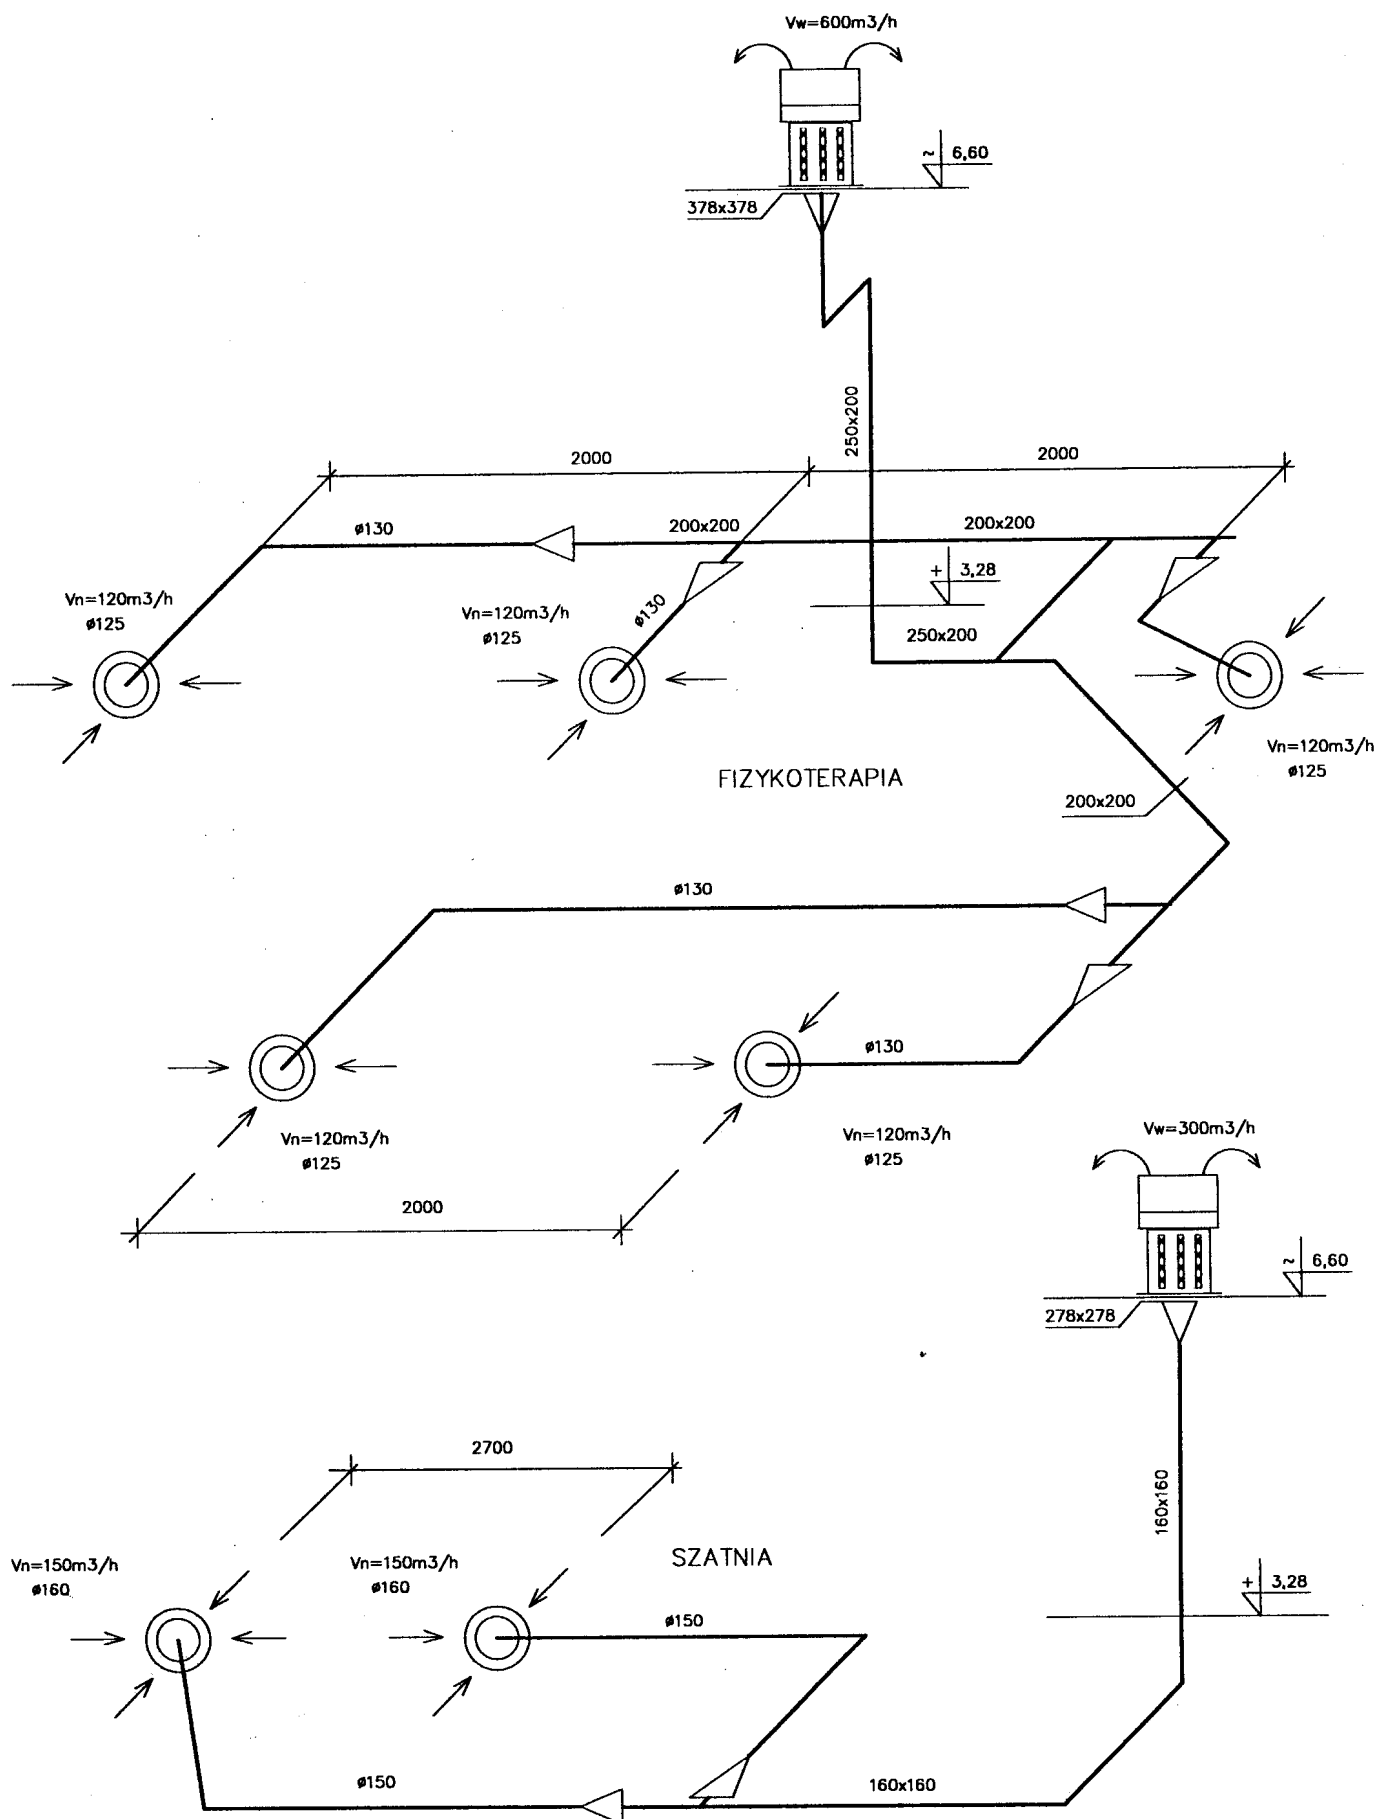 Vw=600m3/h
~ 6,60
378x378
250x200
2000
2000
ø130
200x200
200x200
+ 3,28
Vn=120m3/h
ø125
Vn=120m3/h
ø125
ø130
250x200
Vn=120m3/h
ø125
FIZYKOTERAPIA
200x200
ø130
ø130
Vn=120m3/h
ø125
Vn=120m3/h
ø125
Vw=300m3/h
2000
~ 6,60
278x278
2700
160x160
Vn=150m3/h
ø160
Vn=150m3/h
ø160
SZATNIA
+ 3,28
ø150
ø150
160x160